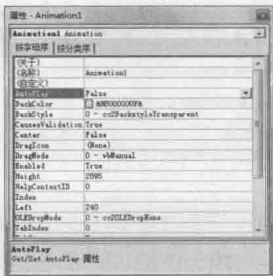 属性 - Animation1
Animation1 Animation
按字母序 按分类序
(关于)
(名称) Animation1
(自定义)
AutoPlay False
BackColor &H8000000F&
BackStyle 0 - cc2BackstyleTransparent
CausesValidation True
Center False
DragIcon (None)
DragMode 0 - vbManual
Enabled True
Height 2895
HelpContextID 0
Index
Left 240
OLEDropMode 0 - cc2OLEDropNone
TabIndex 0
AutoPlay
Get/Set AutoPlay 属性